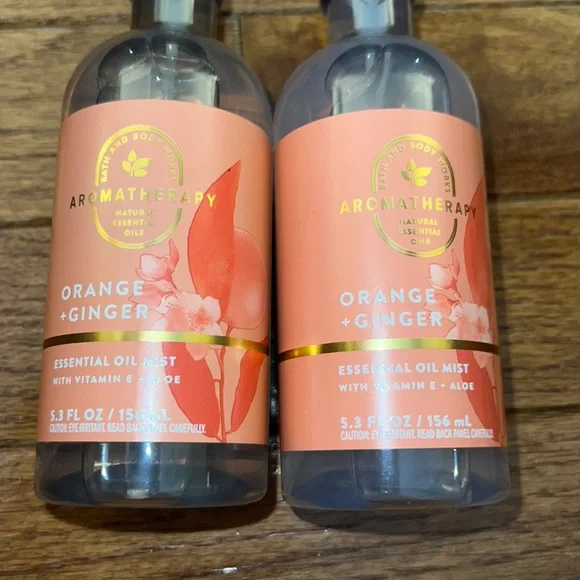 BATH AND BODY WORKS
AROMATHERAPY
NATURAL
ESSENTIAL
OILS
ORANGE
+GINGER
ESSENTIAL OIL MIST
WITH VITAMIN E + ALOE
5.3 FL OZ / 156 mL
CAUTION: EYE IRRITANT. READ BACK PANEL CAREFULLY.
BATH AND BODY WORKS
AROMATHERAPY
NATURAL
ESSENTIAL
OILS
ORANGE
+GINGER
ESSENTIAL OIL MIST
WITH VITAMIN E + ALOE
5.3 FL OZ / 156 mL
CAUTION: EYE IRRITANT. READ BACK PANEL CAREFULLY.